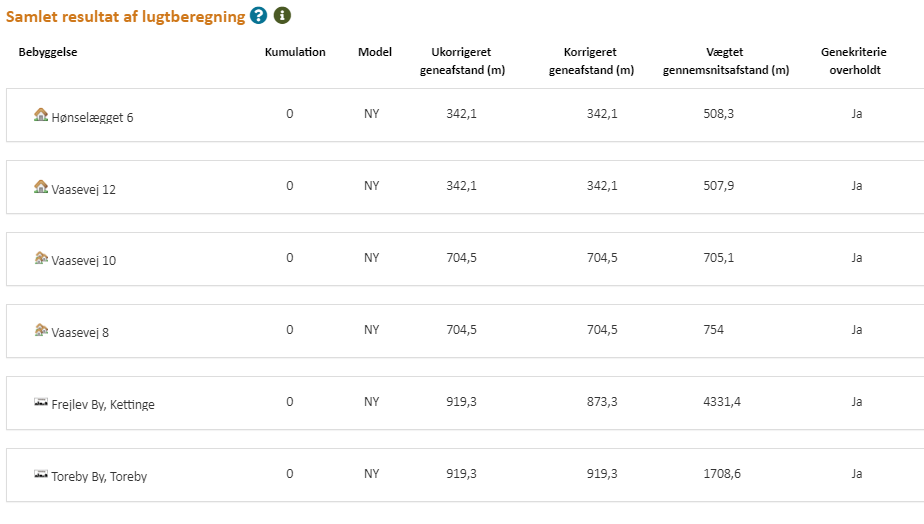 Samlet resultat af lugtberegning ? i
Bebyggelse Kumulation Model Ukorrigeret geneafstand (m) Korrigeret geneafstand (m) Vægtet gennemsnitsafstand (m) Genekriterie overholdt
Hønselægget 6 0 NY 342,1 342,1 508,3 Ja
Vaasevej 12 0 NY 342,1 342,1 507,9 Ja
Vaasevej 10 0 NY 704,5 704,5 705,1 Ja
Vaasevej 8 0 NY 704,5 704,5 754 Ja
Frejlev By, Kettinge 0 NY 919,3 873,3 4331,4 Ja
Toreby By, Toreby 0 NY 919,3 919,3 1708,6 Ja